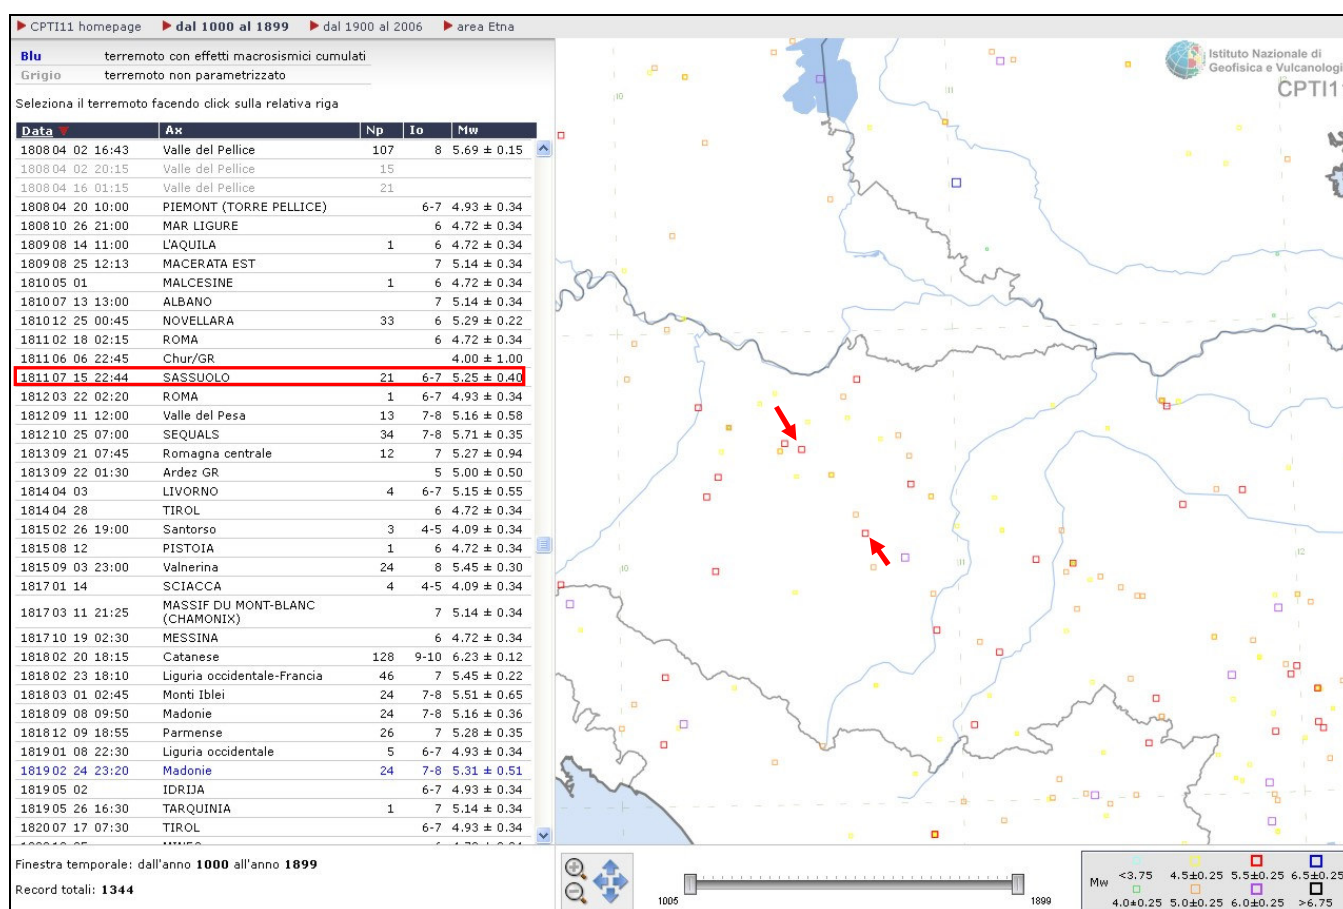 CPTI11 homepage dal 1000 al 1899 dal 1900 al 2006 area Etna
Blu terremoto con effetti macrosismici cumulati
Grigio terremoto non parametrizzato
Seleziona il terremoto facendo click sulla relativa riga
Data Ax Np Io Mw
1808 04 02 16:43 Valle del Pellice 107 8 5.69 ± 0.15
1808 04 02 20:15 Valle del Pellice 15
1808 04 16 01:15 Valle del Pellice 21
1808 04 20 10:00 PIEMONT (TORRE PELLICE) 6-7 4.93 ± 0.34
1808 10 26 21:00 MAR LIGURE 6 4.72 ± 0.34
1809 08 14 11:00 L'AQUILA 1 6 4.72 ± 0.34
1809 08 25 12:13 MACERATA EST 7 5.14 ± 0.34
1810 05 01 MALCESINE 1 6 4.72 ± 0.34
1810 07 13 13:00 ALBANO 7 5.14 ± 0.34
1810 12 25 00:45 NOVELLARA 33 6 5.29 ± 0.22
1811 02 18 02:15 ROMA 6 4.72 ± 0.34
1811 06 06 22:45 Chur/GR 4.00 ± 1.00
1811 07 15 22:44 SASSUOLO 21 6-7 5.25 ± 0.40
1812 03 22 02:20 ROMA 1 6-7 4.93 ± 0.34
1812 09 11 12:00 Valle del Pesa 13 7-8 5.16 ± 0.58
1812 10 25 07:00 SEQUALS 34 7-8 5.71 ± 0.35
1813 09 21 07:45 Romagna centrale 12 7 5.27 ± 0.94
1813 09 22 01:30 Ardez GR 5 5.00 ± 0.50
1814 04 03 LIVORNO 4 6-7 5.15 ± 0.55
1814 04 28 TIROL 6 4.72 ± 0.34
1815 02 26 19:00 Santorso 3 4-5 4.09 ± 0.34
1815 08 12 PISTOIA 1 6 4.72 ± 0.34
1815 09 03 23:00 Valnerina 24 8 5.45 ± 0.30
1817 01 14 SCIACCA 4 4-5 4.09 ± 0.34
1817 03 11 21:25 MASSIF DU MONT-BLANC (CHAMONIX) 7 5.14 ± 0.34
1817 10 19 02:30 MESSINA 6 4.72 ± 0.34
1818 02 20 18:15 Catanese 128 9-10 6.23 ± 0.12
1818 02 23 18:10 Liguria occidentale-Francia 46 7 5.45 ± 0.22
1818 03 01 02:45 Monti Iblei 24 7-8 5.51 ± 0.65
1818 09 08 09:50 Madonie 24 7-8 5.16 ± 0.36
1818 12 09 18:55 Parmense 26 7 5.28 ± 0.35
1819 01 08 22:30 Liguria occidentale 5 6-7 4.93 ± 0.34
1819 02 24 23:20 Madonie 24 7-8 5.31 ± 0.51
1819 05 02 IDRIJA 6-7 4.93 ± 0.34
1819 05 26 16:30 TARQUINIA 1 7 5.14 ± 0.34
1820 07 17 07:30 TIROL 6-7 4.93 ± 0.34
Finestra temporale: dall'anno 1000 all'anno 1899
Record totali: 1344
Istituto Nazionale di
Geofisica e Vulcanologi
CPTI1
10
11
10
11
12
1005 1899
Mw <3.75 4.5±0.25 5.5±0.25 6.5±0.25
4.0±0.25 5.0±0.25 6.0±0.25 >6.75